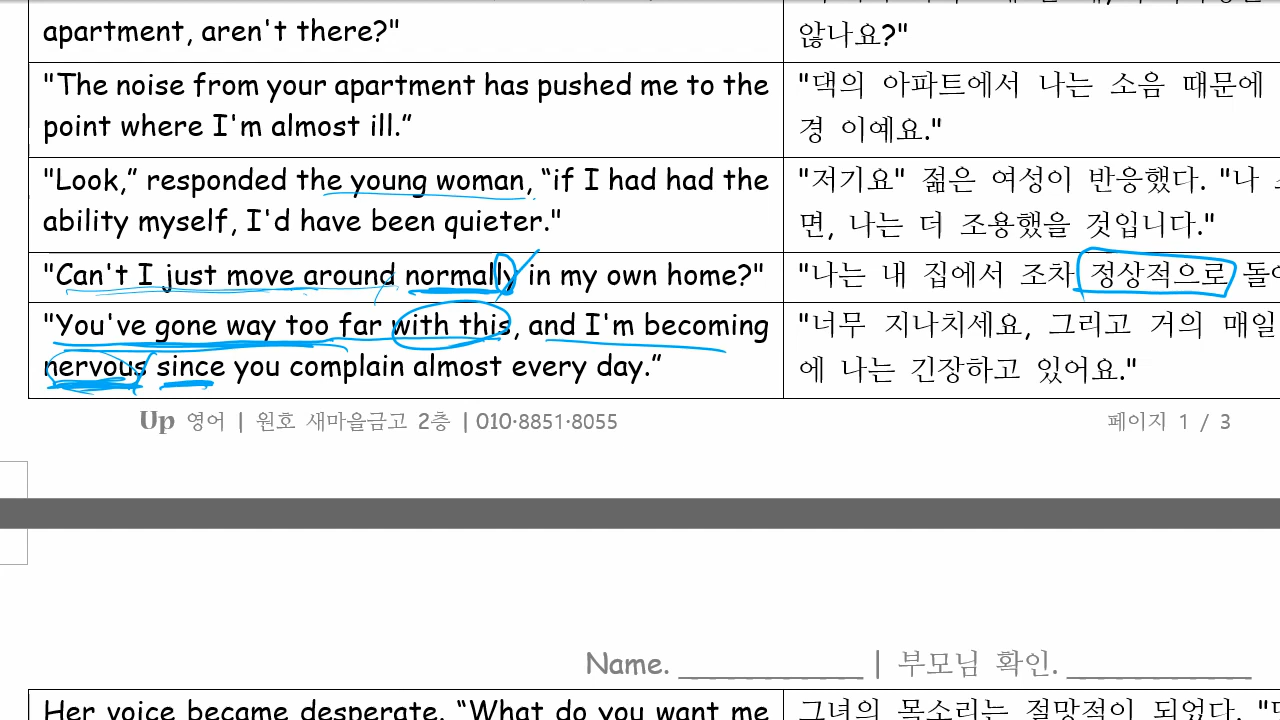 apartment, aren't there?"
않나요?"
"The noise from your apartment has pushed me to the
point where I'm almost ill.”
"댁의 아파트에서 나는 소음 때문에
경 이예요."
"Look,” responded the young woman, “if I had had the
ability myself, I'd have been quieter."
"저기요" 젊은 여성이 반응했다. "나
면, 나는 더 조용했을 것입니다."
"Can't I just move around normally in my own home?"
"나는 내 집에서 조차 정상적으로
"You've gone way too far with this, and I'm becoming
nervous since you complain almost every day.”
"너무 지나치세요, 그리고 거의 매일
에 나는 긴장하고 있어요."
Up 영어 | 원호 새마을금고 2층 | 010·8851·8055
페이지 1 / 3
Name. ____________ | 부모님 확인. ____________
Her voice became desperate. “What do you want me
그녀의 목소리는 절망적이 되었다.